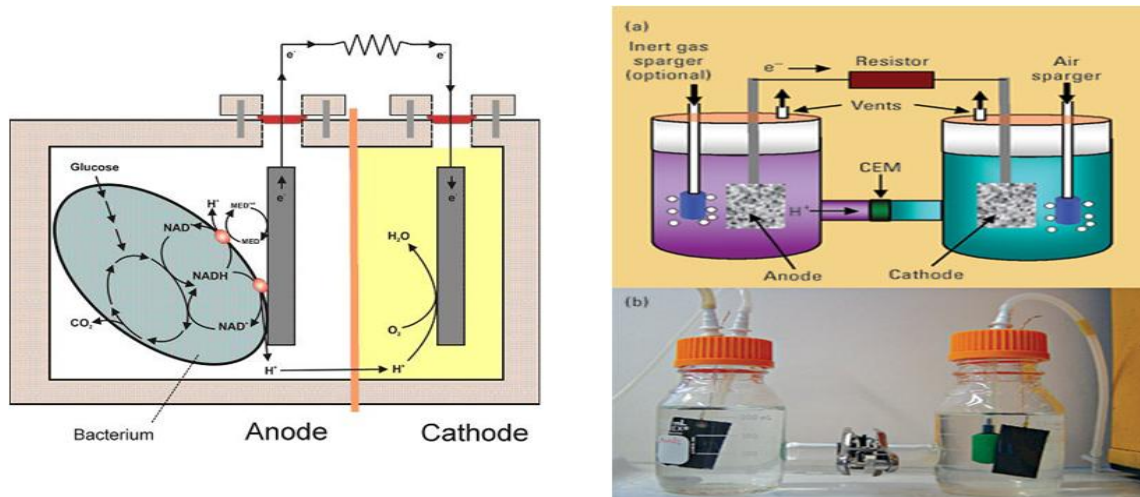 e-
e-
Glucose
H⁺
MED
MED
NAD⁺
NADH
NAD⁺
CO₂
e-
e-
H₂O
O₂
H⁺
H⁺
Bacterium
Anode
Cathode
(a)
Inert gas
sparger
(optional)
e−
Resistor
Air
sparger
Vents
CEM
H⁺
Anode
Cathode
(b)